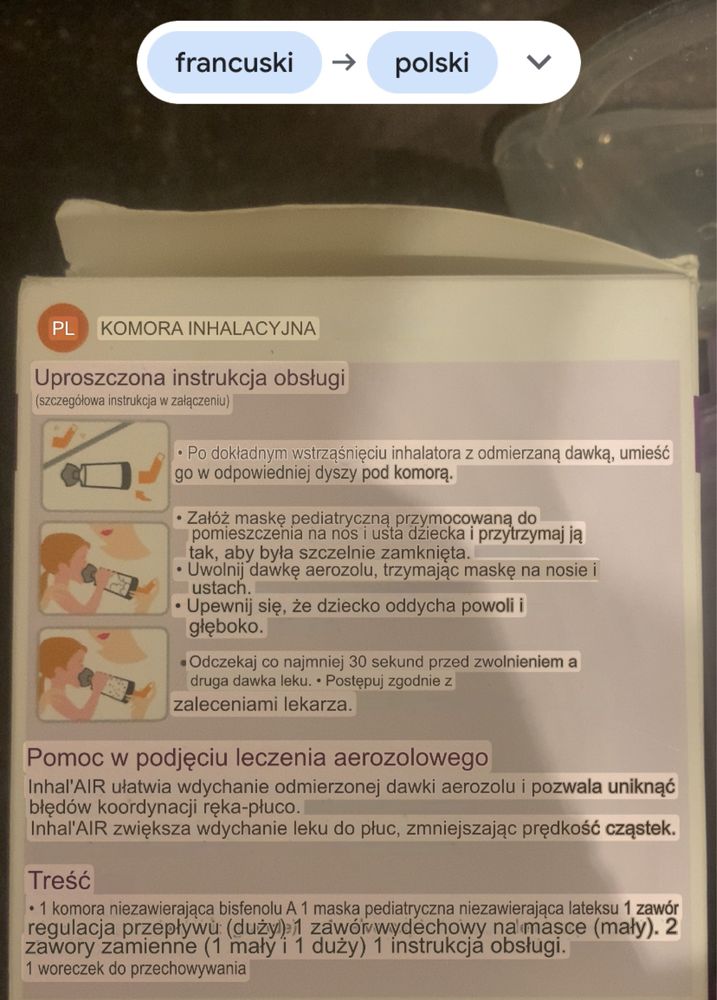 francuski → polski
PL KOMORA INHALACYJNA
Uproszczona instrukcja obsługi
(szczegółowa instrukcja w załączeniu)
• Po dokładnym wstrząśnięciu inhalatora z odmierzaną dawką, umieść
go w odpowiedniej dyszy pod komorą.
• Załóż maskę pediatryczną przymocowaną do
pomieszczenia na nos i usta dziecka i przytrzymaj ją
tak, aby była szczelnie zamknięta.
• Uwolnij dawkę aerozolu, trzymając maskę na nosie i
ustach.
• Upewnij się, że dziecko oddycha powoli i
głęboko.
•Odczekaj co najmniej 30 sekund przed zwolnieniem a
druga dawka leku. • Postępuj zgodnie z
zaleceniami lekarza.
Pomoc w podjęciu leczenia aerozolowego
Inhal'AIR ułatwia wdychanie odmierzonej dawki aerozolu i pozwala uniknąć
błędów koordynacji ręka-płuco.
Inhal'AIR zwiększa wdychanie leku do płuc, zmniejszając prędkość cząstek.
Treść
• 1 komora niezawierająca bisfenolu A 1 maska pediatryczna niezawierająca lateksu 1 zawór
regulacja przepływu (duży) 1 zawór wydechowy na masce (mały). 2
zawory zamienne (1 mały i 1 duży) 1 instrukcja obsługi.
1 woreczek do przechowywania